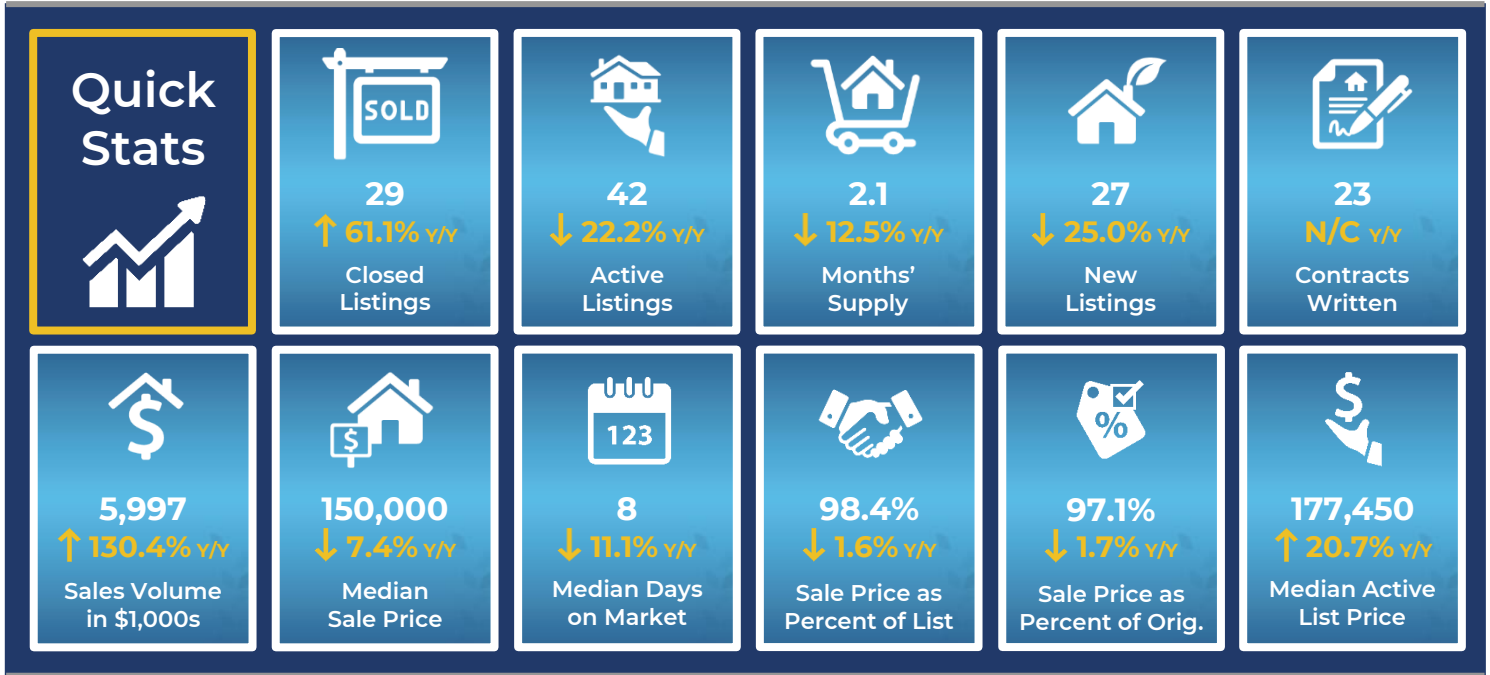 Quick
Stats
SOLD
29
↑ 61.1% Y/Y
Closed
Listings
42
↓ 22.2% Y/Y
Active
Listings
2.1
↓ 12.5% Y/Y
Months’
Supply
27
↓ 25.0% Y/Y
New
Listings
23
N/C Y/Y
Contracts
Written
$
5,997
↑ 130.4% Y/Y
Sales Volume
in $1,000s
$
150,000
↓ 7.4% Y/Y
Median
Sale Price
123
8
↓ 11.1% Y/Y
Median Days
on Market
98.4%
↓ 1.6% Y/Y
Sale Price as
Percent of List
%
97.1%
↓ 1.7% Y/Y
Sale Price as
Percent of Orig.
$
177,450
↑ 20.7% Y/Y
Median Active
List Price